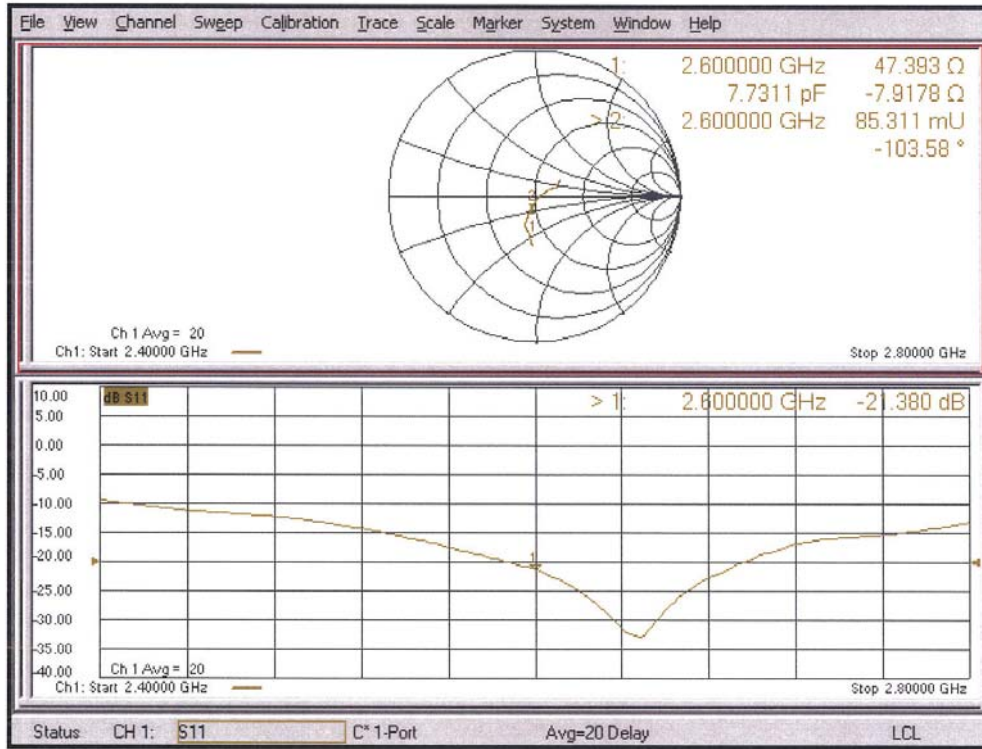 File View Channel Sweep Calibration Trace Scale Marker System Window Help
1: 2.600000 GHz 47.393 Ω
7.7311 pF -7.9178 Ω
> 2: 2.600000 GHz 85.311 mU
-103.58 °
1
Ch 1 Avg = 20
Ch1: Start 2.40000 GHz Stop 2.80000 GHz
10.00 dB S11 > 1: 2.600000 GHz -21.380 dB
5.00
0.00
-5.00
-10.00
-15.00
1
-20.00
-25.00
-30.00
-35.00
-40.00 Ch 1 Avg = 20
Ch1: Start 2.40000 GHz Stop 2.80000 GHz
Status CH 1: S11 C* 1-Port Avg=20 Delay LCL